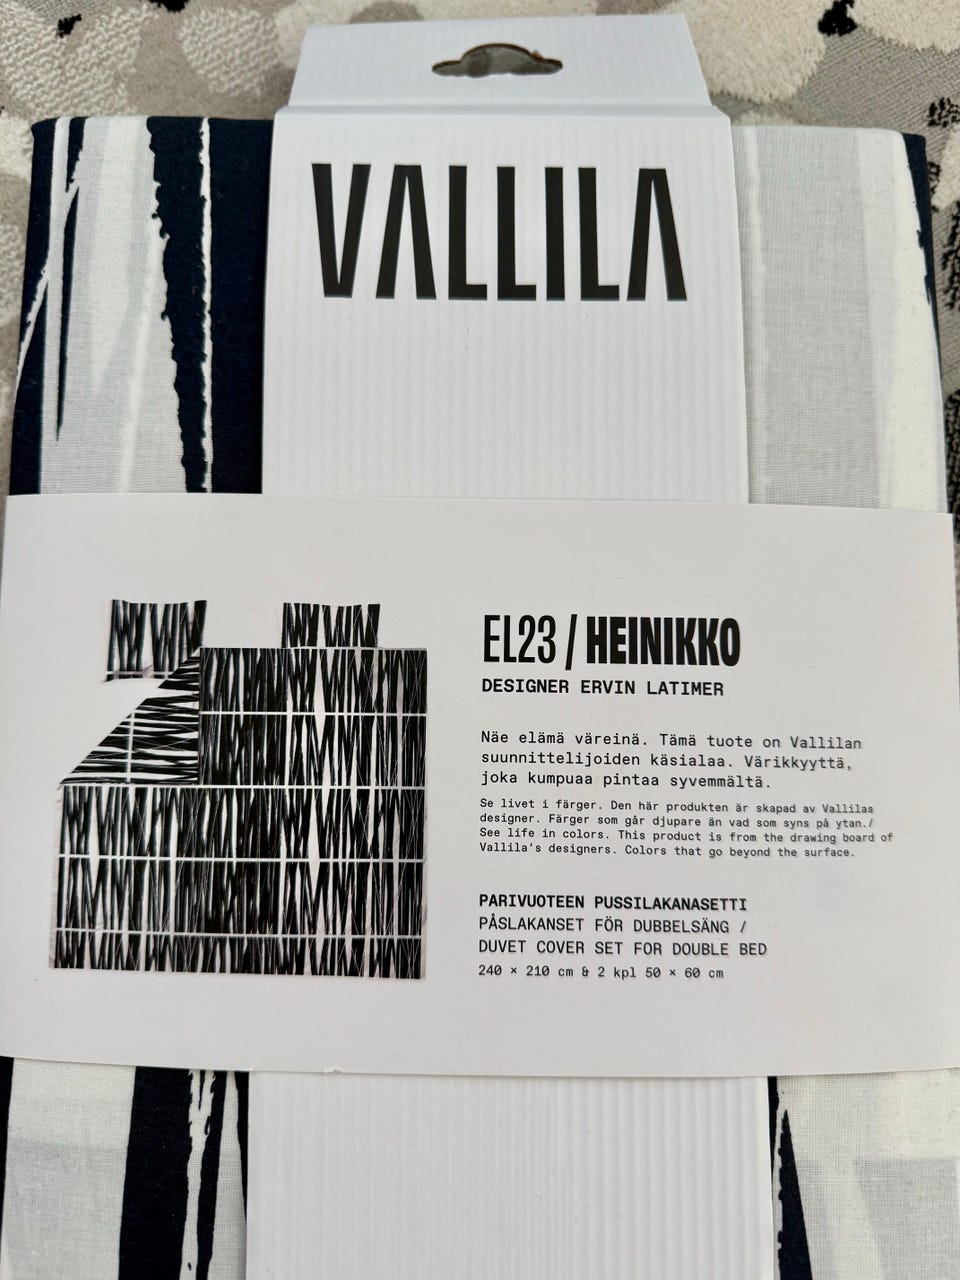 VALLILA
EL23 / HEINIKKO
DESIGNER ERVIN LATIMER
Näe elämä väreinä. Tämä tuote on Vallilan
suunnittelijoiden käsialaa. Värikkyyttä,
joka kumpuaa pintaa syvemmältä.
Se livet i färger. Den här produkten är skapad av Vallilas
designer. Färger som går djupare än vad som syns på ytan./
See life in colors. This product is from the drawing board of
Vallila's designers. Colors that go beyond the surface.
PARIVUOTEEN PUSSILAKANASETTI
PÅSLAKANSET FÖR DUBBELSÄNG /
DUVET COVER SET FOR DOUBLE BED
240 × 210 cm & 2 kpl 50 × 60 cm